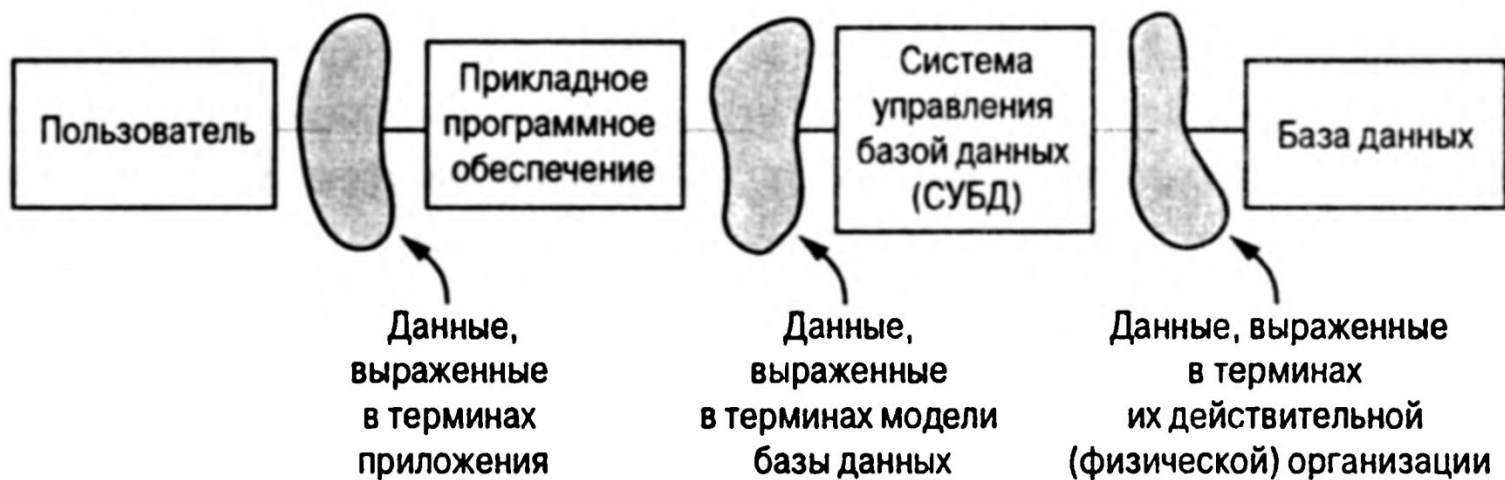 Пользователь
Прикладное
программное
обеспечение
Система
управления
базой данных
(СУБД)
База данных
Данные,
выраженные
в терминах
приложения
Данные,
выраженные
в терминах модели
базы данных
Данные, выраженные
в терминах
их действительной
(физической) организации